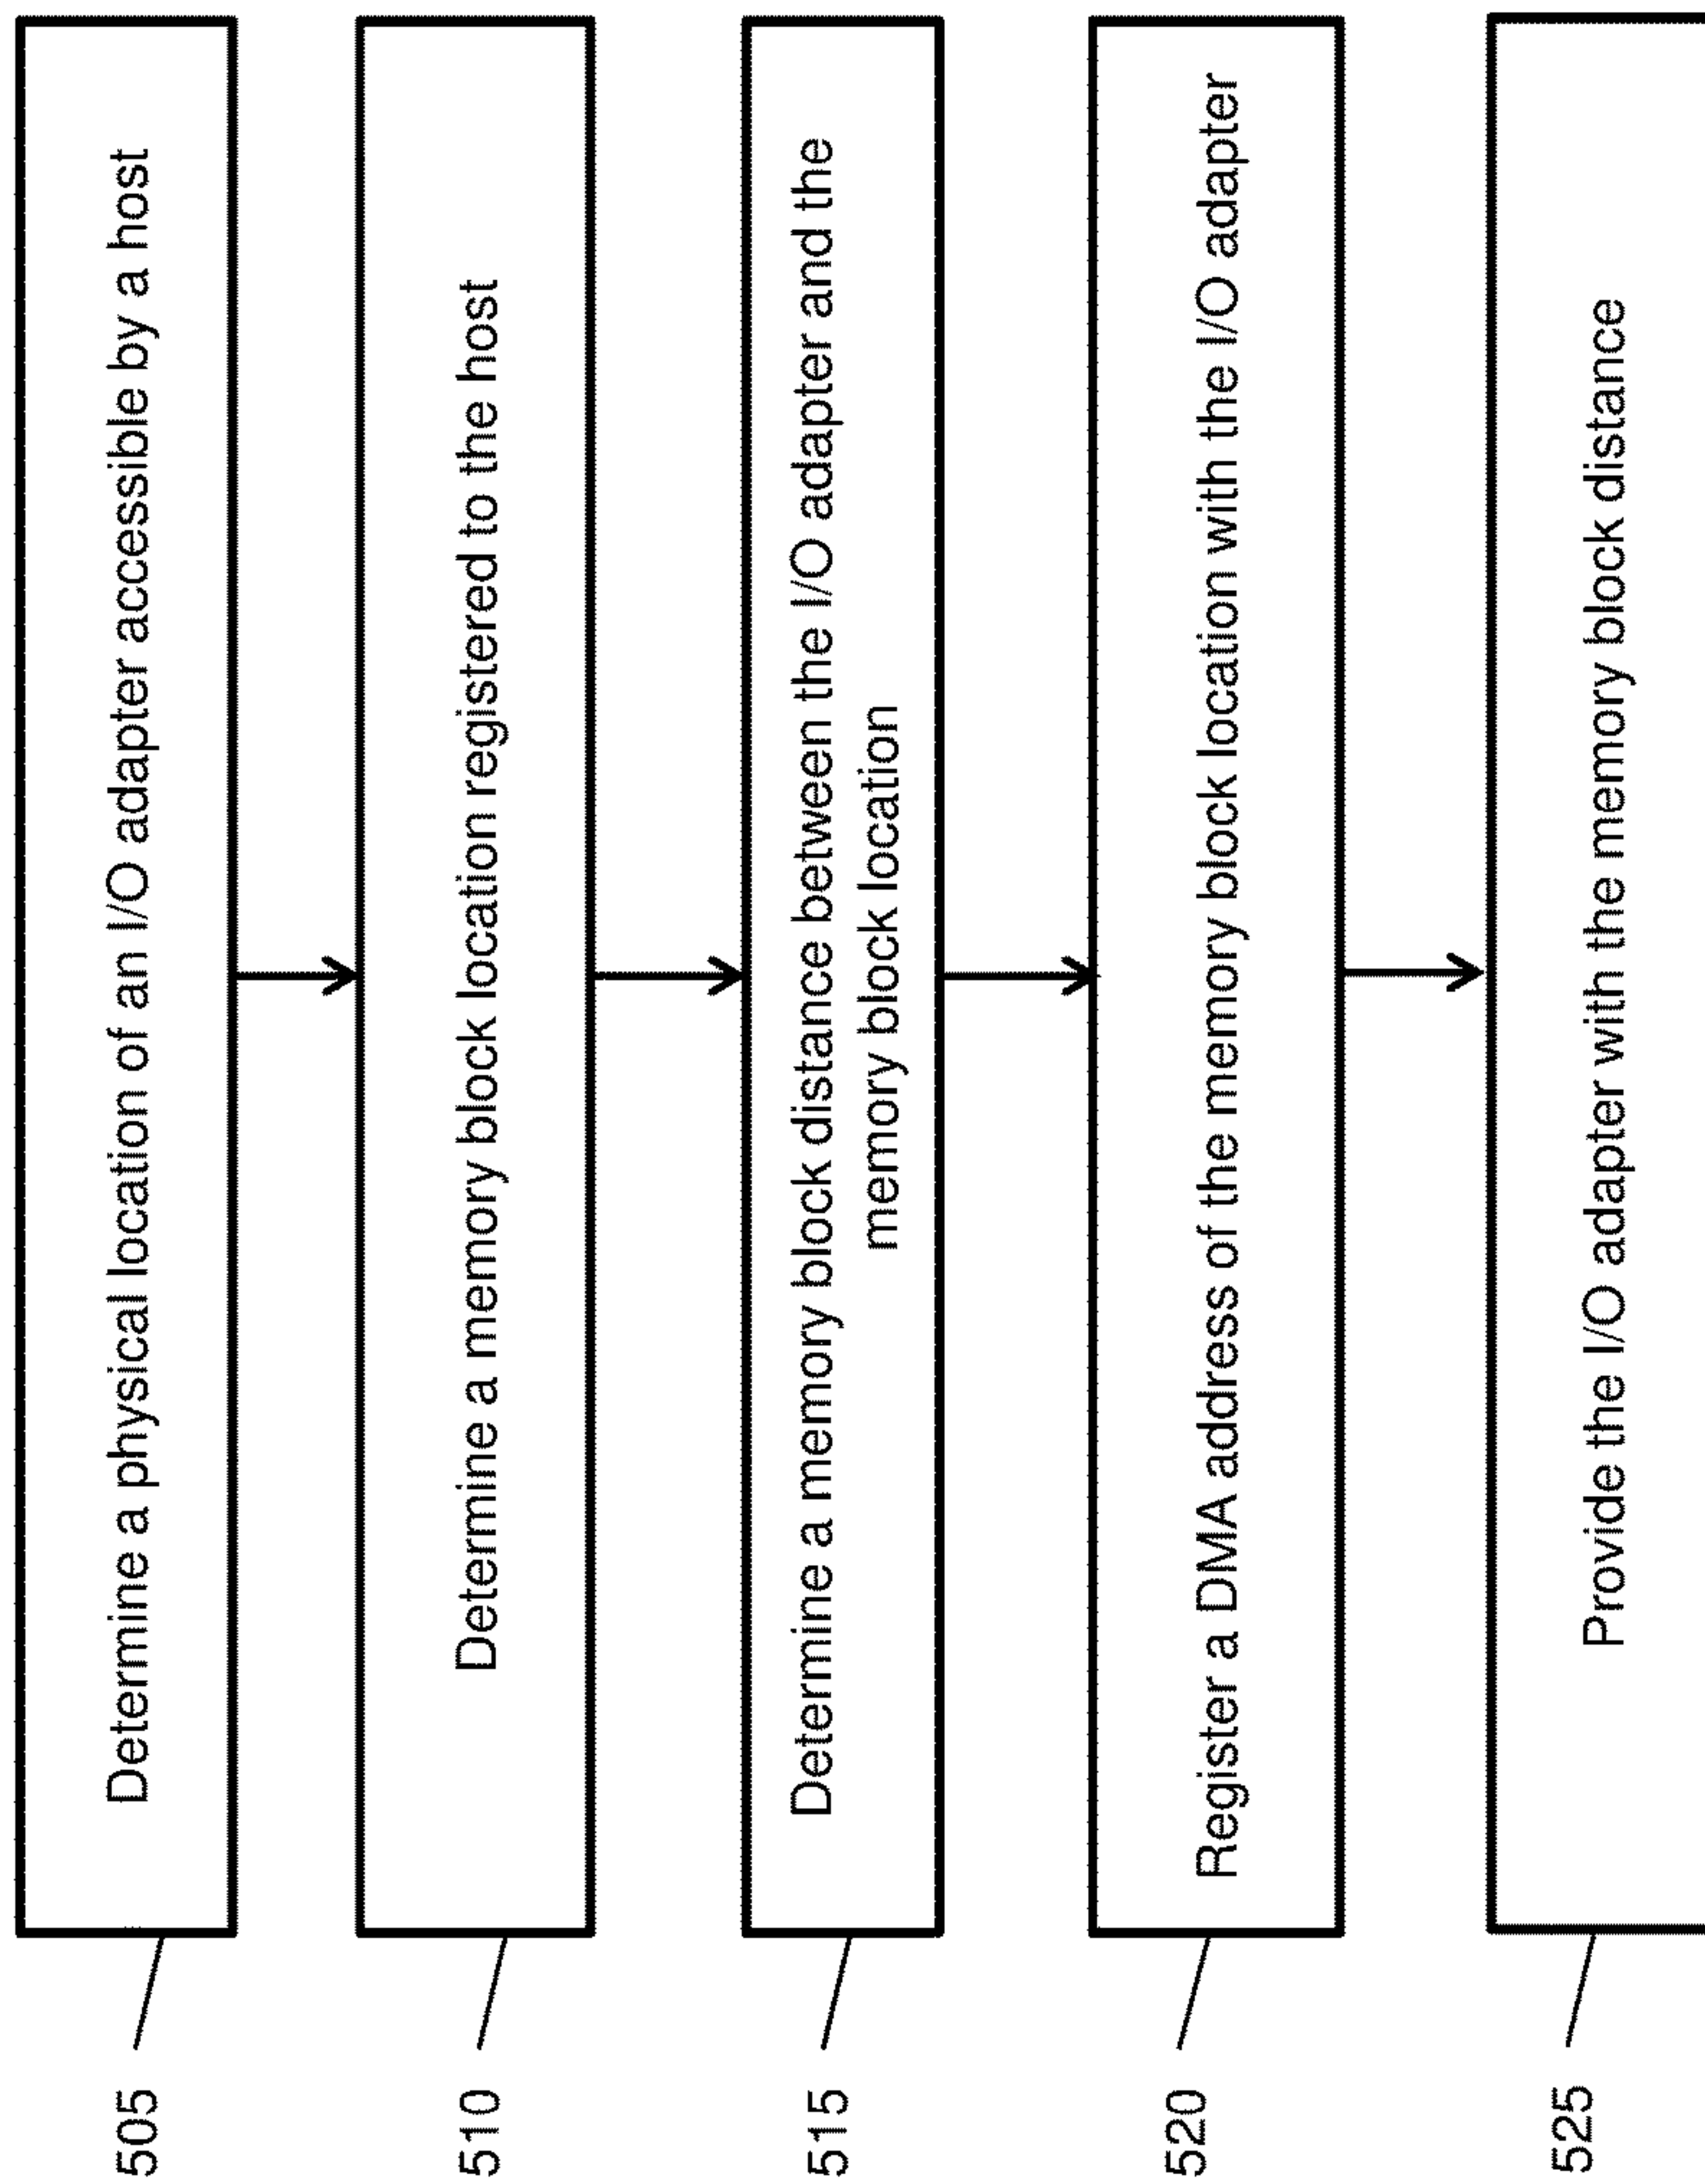 505
Determine a physical location of an I/O adapter accessible by a host
510
Determine a memory block location registered to the host
515
Determine a memory block distance between the I/O adapter and the
memory block location
520
Register a DMA address of the memory block location with the I/O adapter
525
Provide the I/O adapter with the memory block distance